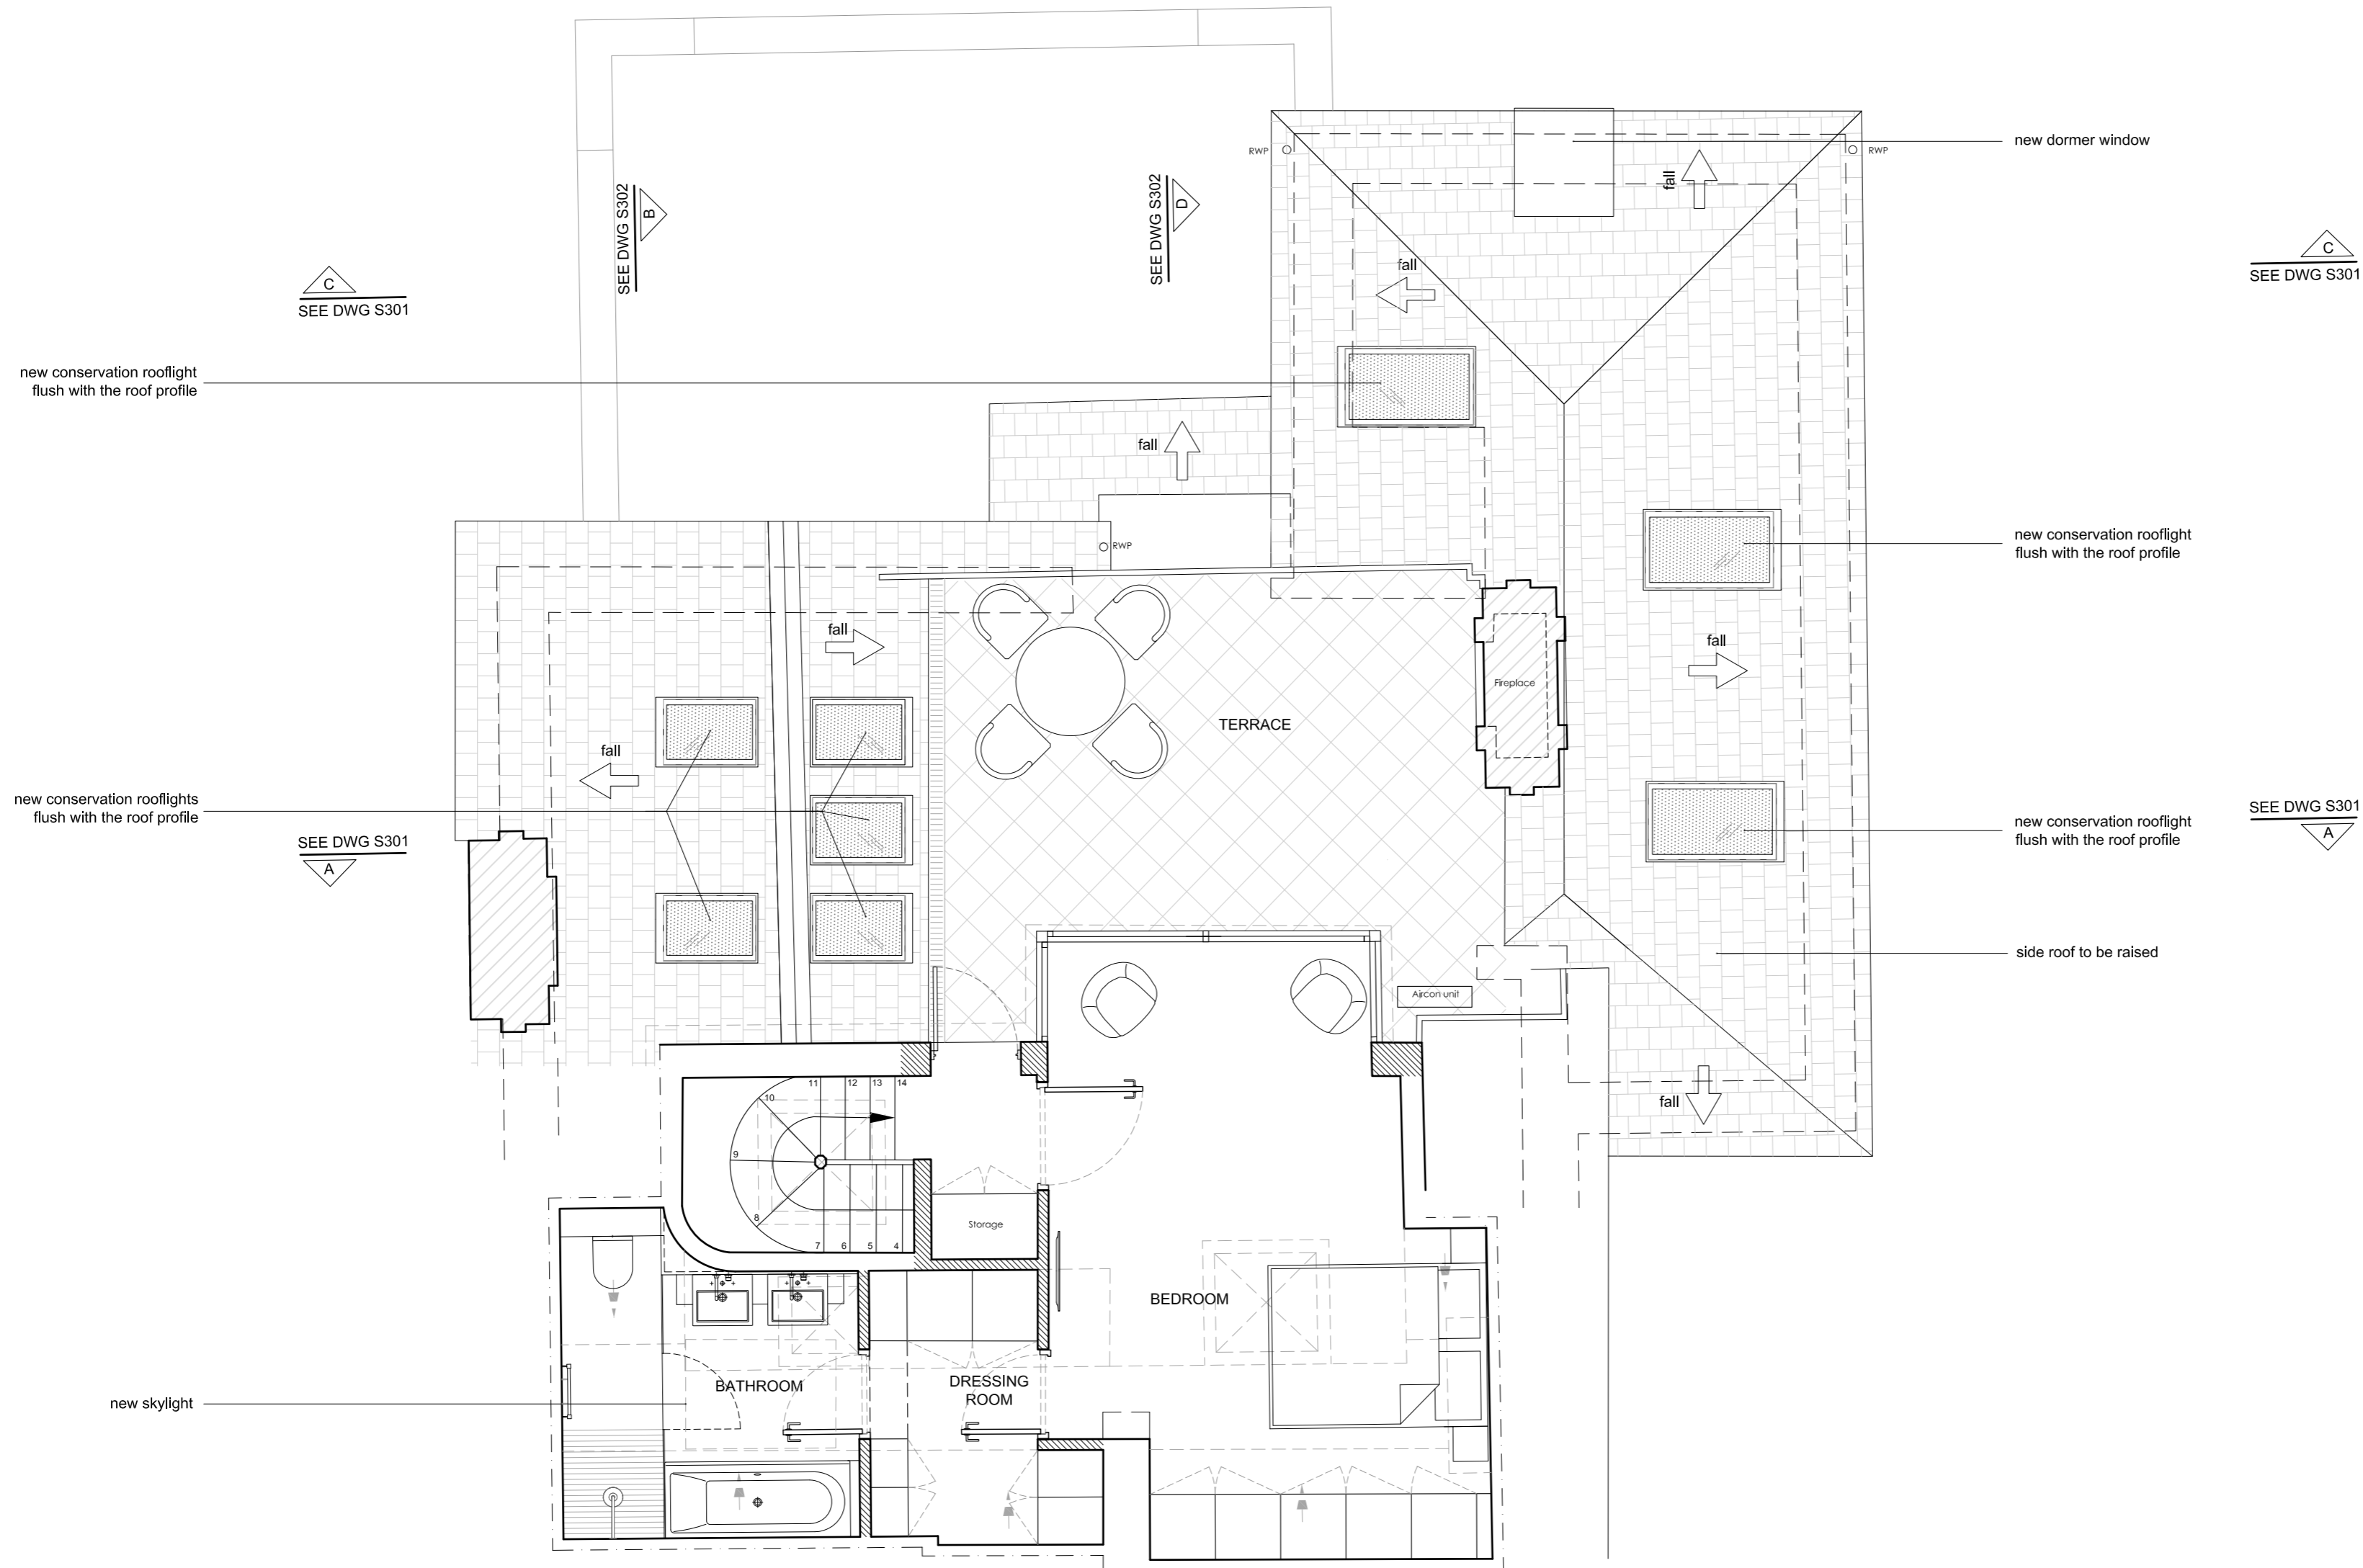 new dormer window
RWP
RWP
fall
SEE DWG S302
B
SEE DWG S302
D
C
SEE DWG S301
C
SEE DWG S301
fall
new conservation rooflight
flush with the roof profile
fall
new conservation rooflight
flush with the roof profile
RWP
fall
fall
Fireplace
TERRACE
fall
new conservation rooflights
flush with the roof profile
new conservation rooflight
flush with the roof profile
SEE DWG S301
A
SEE DWG S301
A
side roof to be raised
Aircon unit
11
12
13
14
10
9
8
7
6
5
4
fall
Storage
BEDROOM
BATHROOM
DRESSING
ROOM
new skylight